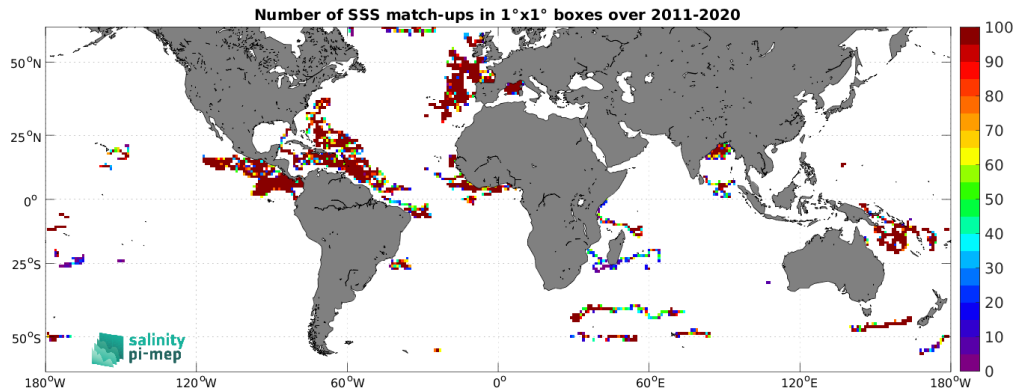 Number of SSS match-ups in 1°x1° boxes over 2011-2020
50°N
25°N
0°
25°S
50°S
180°W 120°W 60°W 0° 60°E 120°E 180°W
100
90
80
70
60
50
40
30
20
10
0
salinity
pi-mep